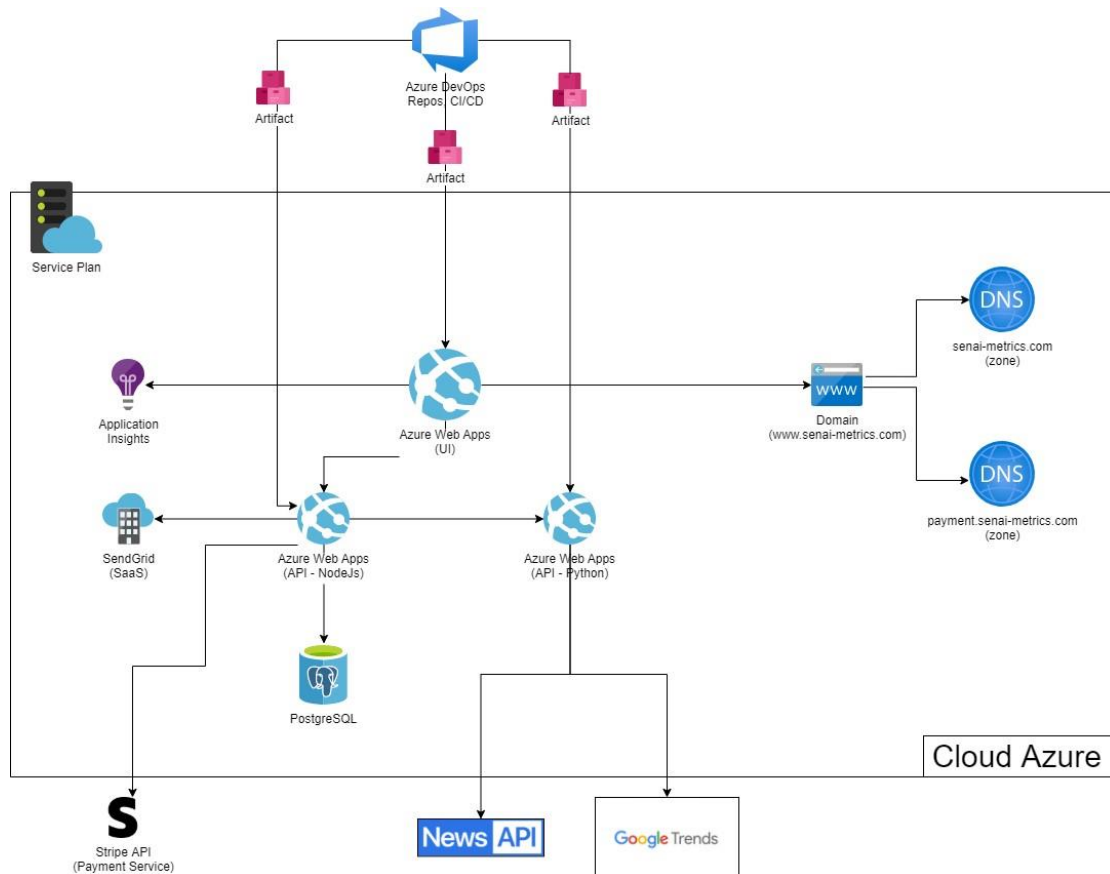 Azure DevOps
Repos, CI/CD
Artifact
Artifact
Artifact
Service Plan
DNS
senai-metrics.com
(zone)
WWW
Domain
(www.senai-metrics.com)
Application
Insights
Azure Web Apps
(UI)
DNS
payment.senai-metrics.com
(zone)
SendGrid
(SaaS)
Azure Web Apps
(API - NodeJs)
Azure Web Apps
(API - Python)
PostgreSQL
Cloud Azure
S
Stripe API
(Payment Service)
News API
Google Trends